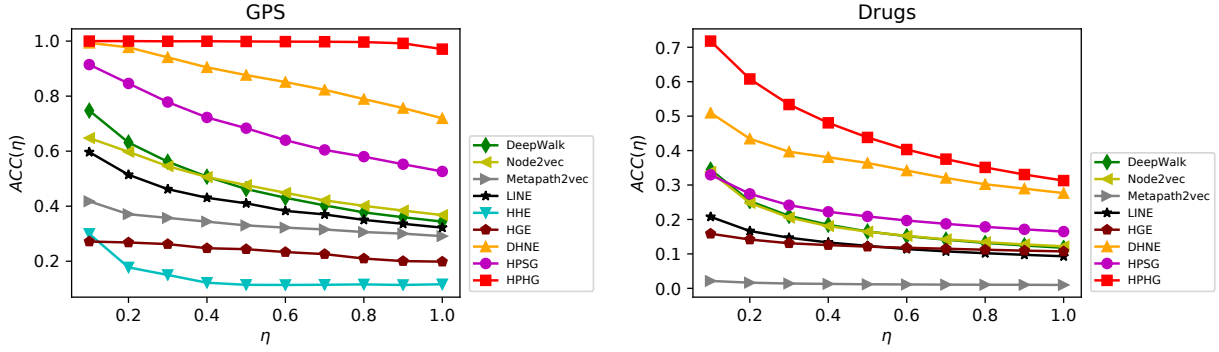 GPS
ACC(η)
1.0
0.8
0.6
0.4
0.2
0.2
0.4
0.6
0.8
1.0
η
DeepWalk
Node2vec
Metapath2vec
LINE
HHE
HGE
DHNE
HPSG
HPHG
Drugs
ACC(η)
0.7
0.6
0.5
0.4
0.3
0.2
0.1
0.0
0.2
0.4
0.6
0.8
1.0
η
DeepWalk
Node2vec
Metapath2vec
LINE
HGE
DHNE
HPSG
HPHG